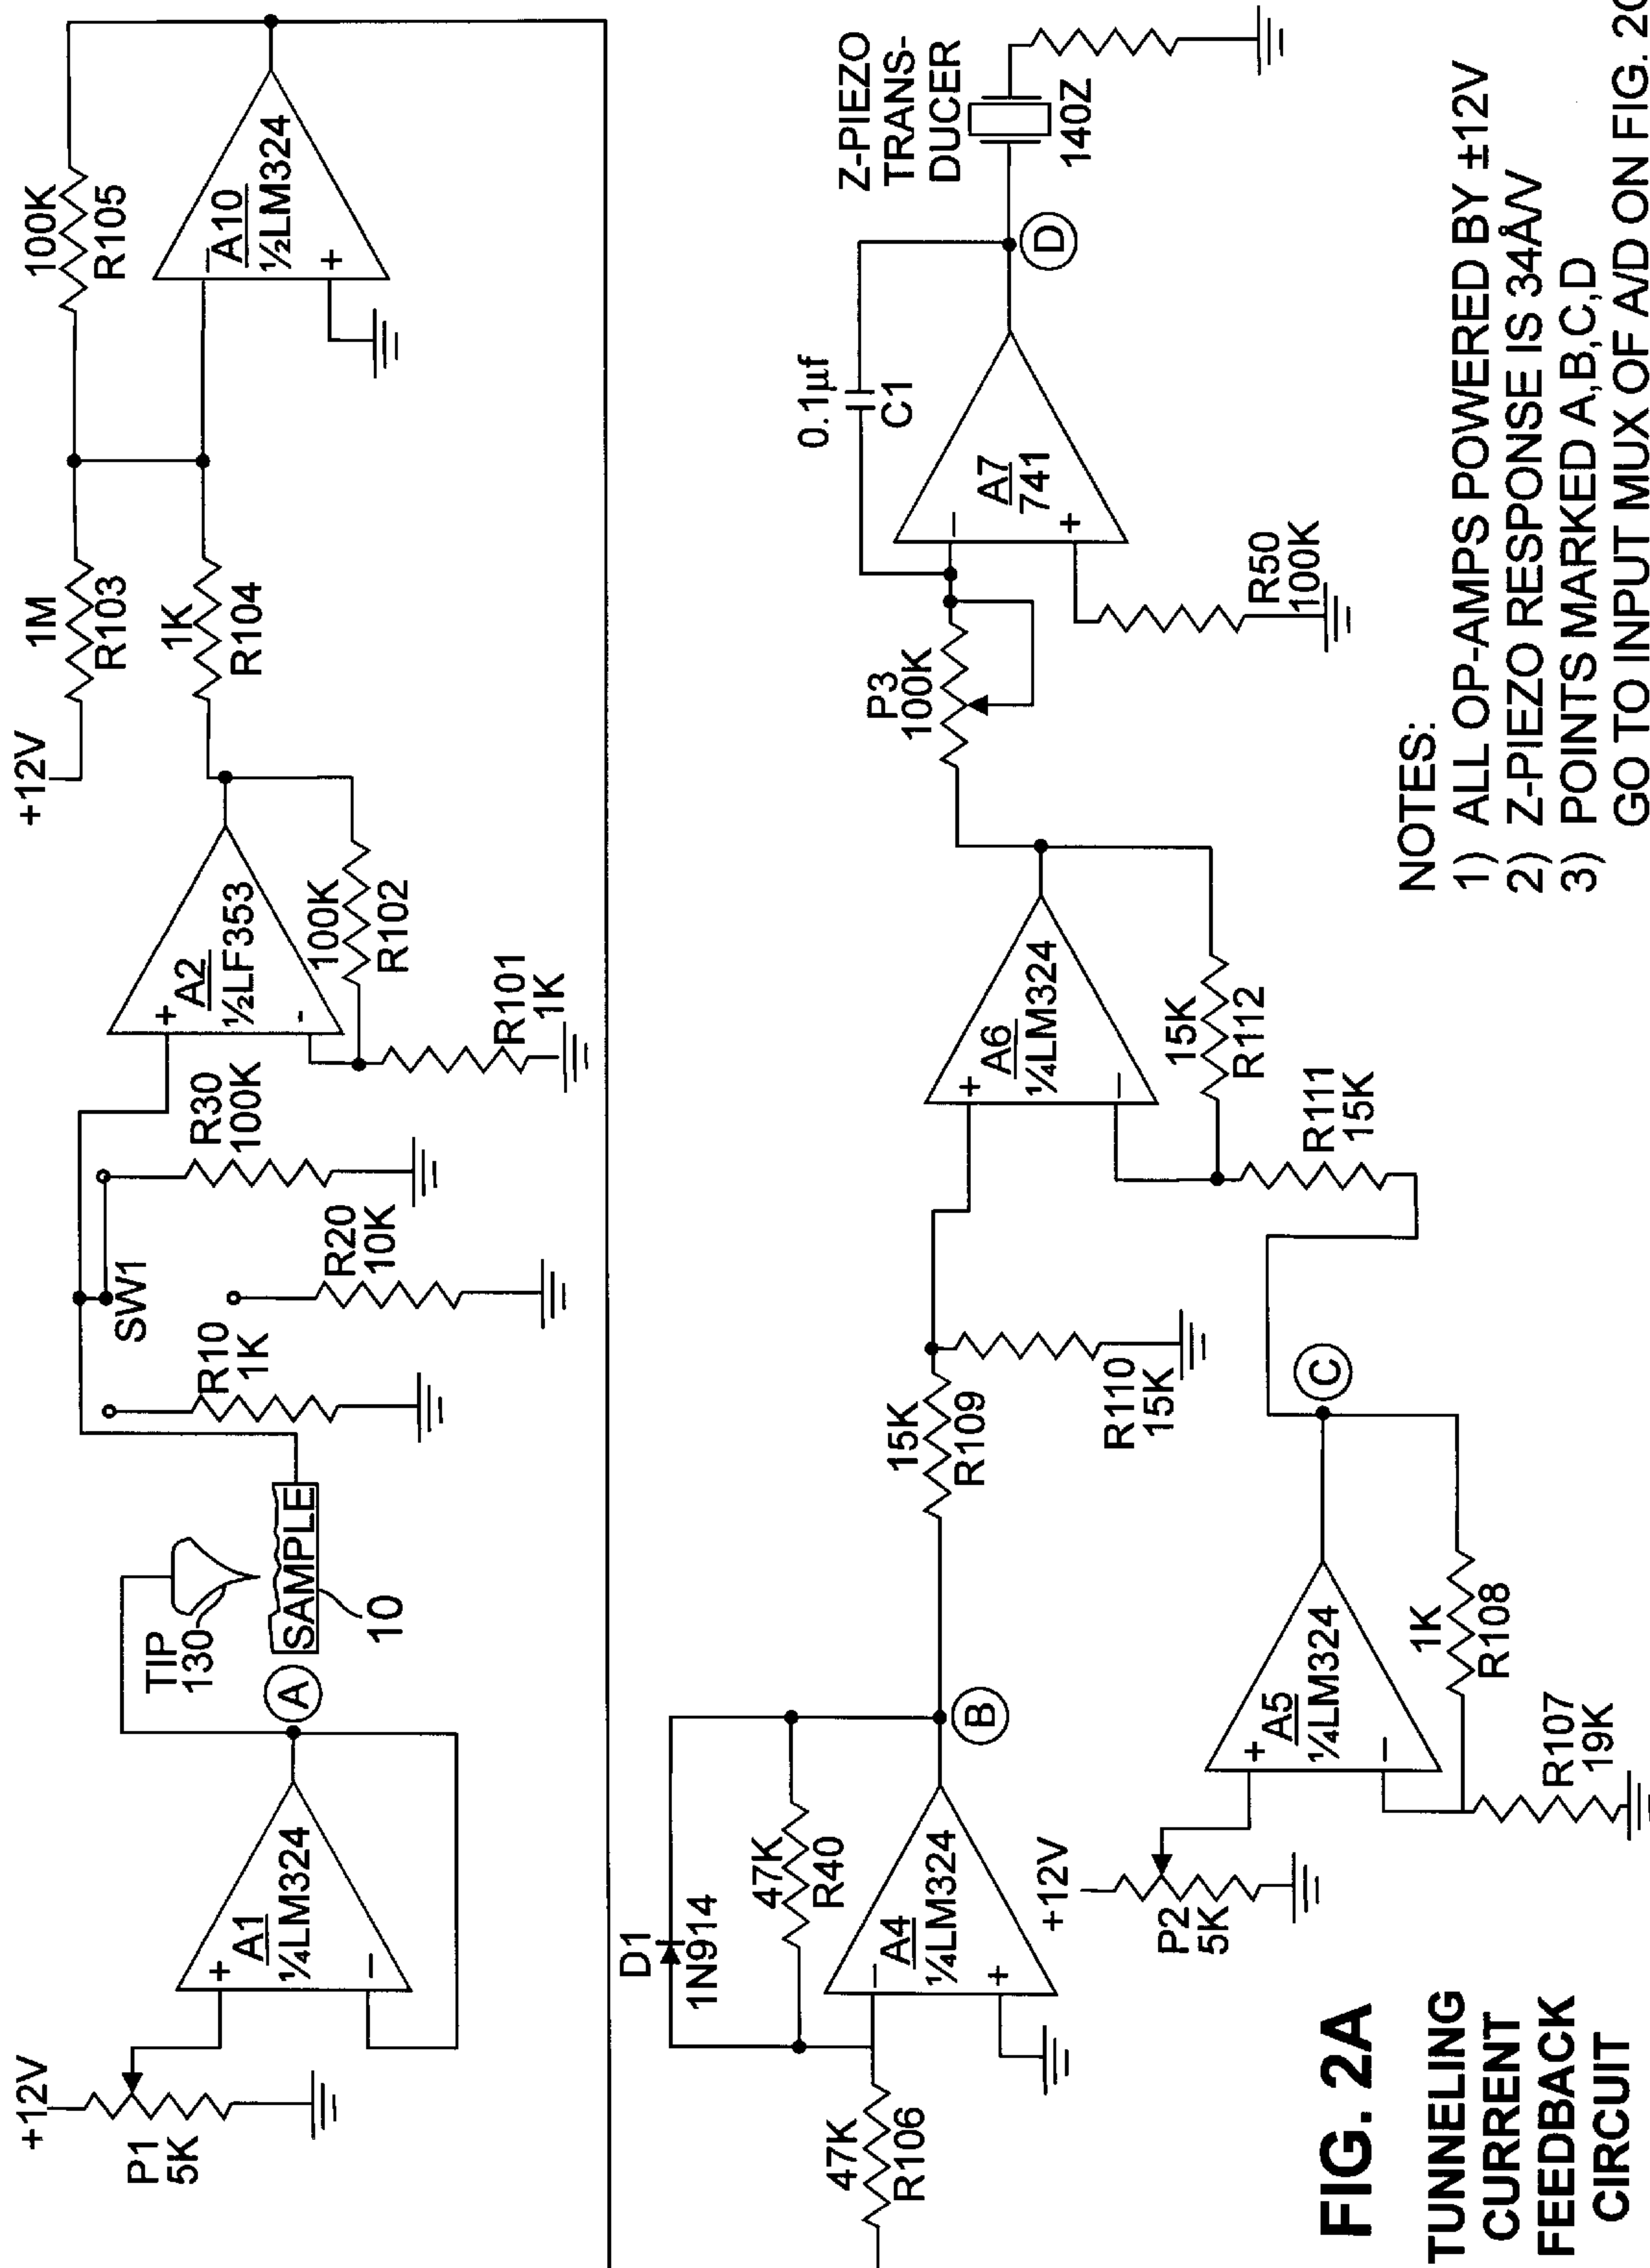 +12V
P1
5K
+
A1
¼LM324
−
A
TIP
130
SAMPLE
10
R10
1K
SW1
R20
10K
R30
100K
+
A2
½LF353
-
100K
R102
R101
1K
+12V
1M
R103
1K
R104
100K
R105
−
A10
½LM324
+
47K
R106
D1
1N914
47K
R40
−
A4
¼LM324
+
B
15K
R109
R110
15K
+
A6
¼LM324
−
15K
R112
R111
15K
P3
100K
0.1μf
C1
−
A7
741
+
R50
100K
D
Z-PIEZO
TRANS-
DUCER
140Z
+12V
P2
5K
+
A5
¼LM324
−
1K
R108
R107
19K
C
NOTES:
1) ALL OP-AMPS POWERED BY ±12V
2) Z-PIEZO RESPONSE IS 34Å/V
3) POINTS MARKED A,B,C,D
GO TO INPUT MUX OF A/D ON FIG.
FIG. 2A
TUNNELING
CURRENT
FEEDBACK
CIRCUIT